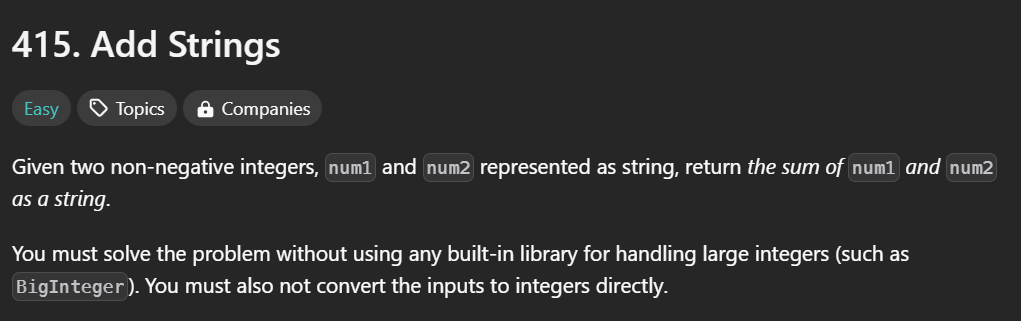 415. Add Strings
Easy Topics Companies
Given two non-negative integers, num1 and num2 represented as string, return the sum of num1 and num2
as a string.
You must solve the problem without using any built-in library for handling large integers (such as
BigInteger). You must also not convert the inputs to integers directly.